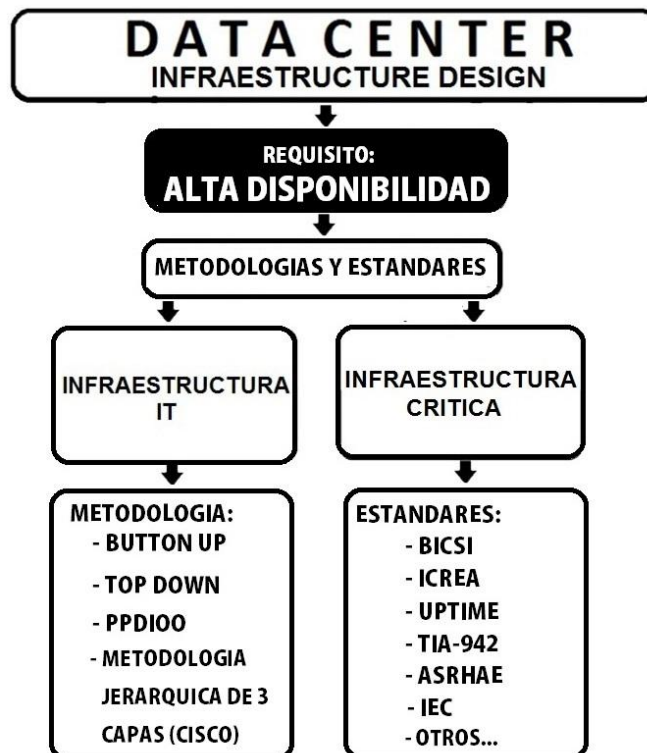 DATA CENTER
INFRAESTRUCTURE DESIGN
REQUISITO:
ALTA DISPONIBILIDAD
METODOLOGIAS Y ESTANDARES
INFRAESTRUCTURA
IT
INFRAESTRUCTURA
CRITICA
METODOLOGIA:
- BUTTON UP
- TOP DOWN
- PPDIOO
- METODOLOGIA
JERARQUICA DE 3
CAPAS (CISCO)
ESTANDARES:
- BICSI
- ICREA
- UPTIME
- TIA-942
- ASRHAE
- IEC
- OTROS...